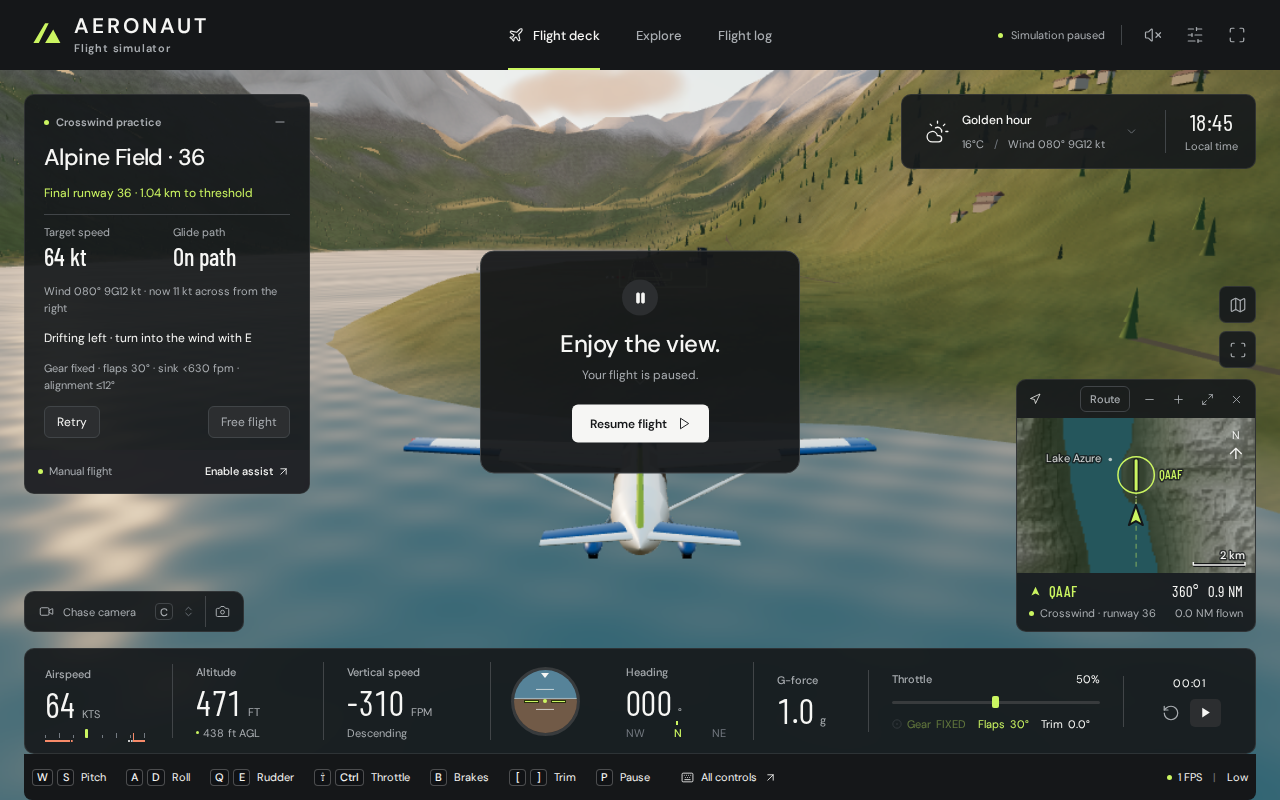 AERONAUT
Flight simulator
Flight deck
Explore
Flight log
Simulation paused
Crosswind practice
Alpine Field · 36
Final runway 36 · 1.04 km to threshold
Target speed
Glide path
64 kt
On path
Wind 080° 9G12 kt · now 11 kt across from the
right
Drifting left · turn into the wind with E
Gear fixed · flaps 30° · sink <630 fpm ·
alignment ≤12°
Retry
Free flight
Manual flight
Enable assist
Golden hour
16°C / Wind 080° 9G12 kt
18:45
Local time
Enjoy the view.
Your flight is paused.
Resume flight
Route
N
Lake Azure
QAAF
2 km
QAAF
360° 0.9 NM
Crosswind · runway 36
0.0 NM flown
Chase camera
C
Airspeed
64 KTS
Altitude
471 FT
438 ft AGL
Vertical speed
-310 FPM
Descending
Heading
000°
NW N NE
G-force
1.0 g
Throttle
50%
Gear FIXED
Flaps 30°
Trim 0.0°
00:01
W S Pitch
A D Roll
Q E Rudder
⇧ Ctrl Throttle
B Brakes
[ ] Trim
P Pause
All controls
1 FPS | Low